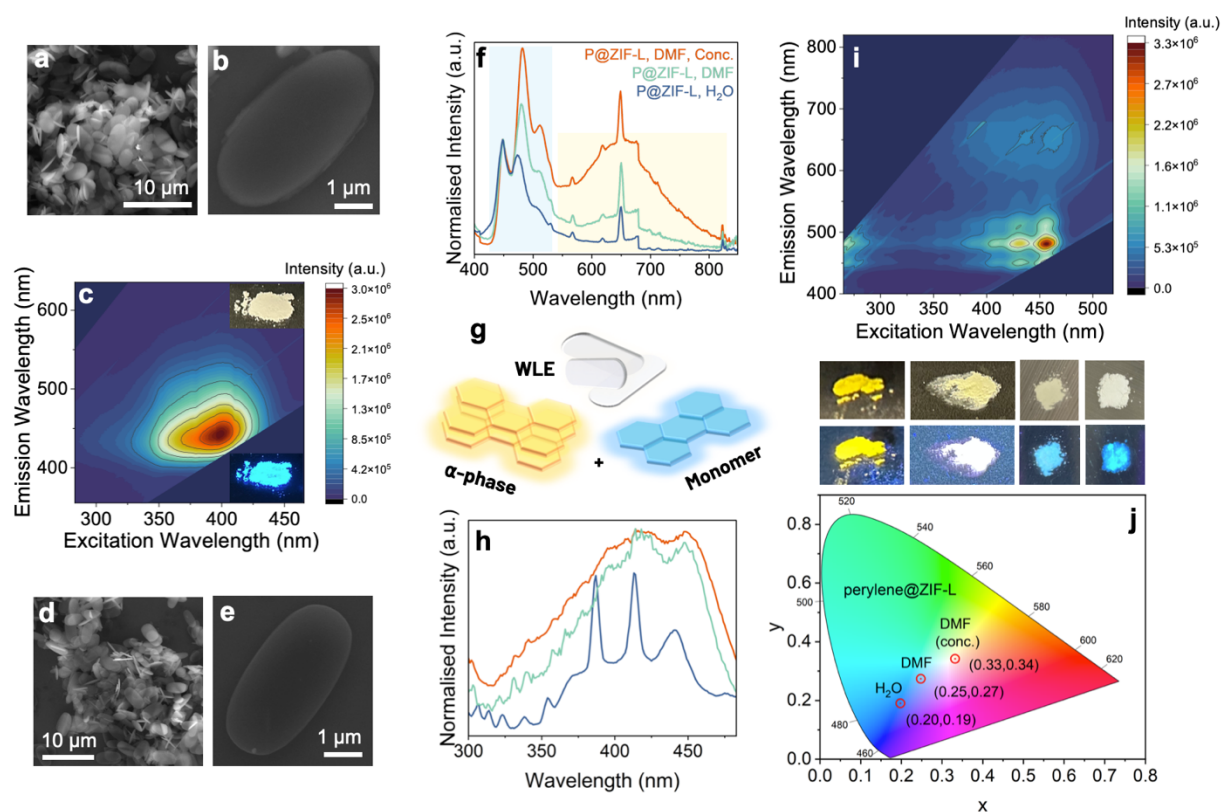 a
10 µm
b
1 µm
Intensity (a.u.)
c
Emission Wavelength (nm)
600
500
400
300
350
400
450
Excitation Wavelength (nm)
3.0×10⁶
2.5×10⁶
2.1×10⁶
1.7×10⁶
1.3×10⁶
8.5×10⁵
4.2×10⁵
0.0
d
10 µm
e
1 µm
f
P@ZIF-L, DMF, Conc.
P@ZIF-L, DMF
P@ZIF-L, H₂O
Normalised Intensity (a.u.)
400
500
600
700
800
Wavelength (nm)
g
WLE
α-phase
+
Monomer
h
Normalised Intensity (a.u.)
300
350
400
450
Wavelength (nm)
Intensity (a.u.)
i
Emission Wavelength (nm)
800
700
600
500
400
300
350
400
450
500
Excitation Wavelength (nm)
3.3×10⁶
2.6×10⁶
2.2×10⁶
1.7×10⁶
1.3×10⁶
1.1×10⁶
5.3×10⁵
0.0
j
y
0.8
0.6
0.4
0.2
0.0
0.0
0.1
0.2
0.3
0.4
0.5
0.6
0.7
0.8
x
520
540
560
580
600
620
500
480
460
perylene@ZIF-L
DMF
(conc.)
(0.33,0.34)
DMF
(0.25,0.27)
H₂O
(0.20,0.19)